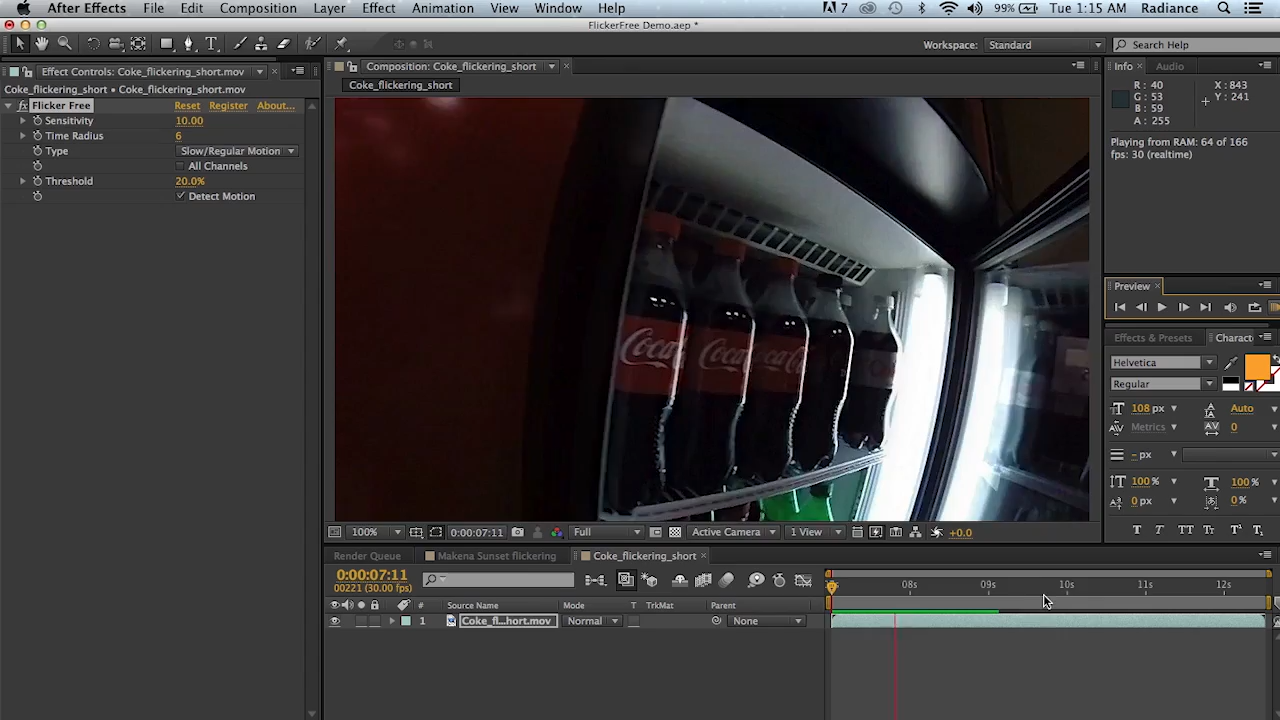 After Effects File Edit Composition Layer Effect Animation View Window Help 7 99% Tue 1:15 AM Radiance
FlickerFree Demo.aep *
Workspace: Standard Search Help
Effect Controls: Coke_flickering_short.mov
Coke_flickering_short • Coke_flickering_short.mov
fx Flicker Free Reset Register About...
Sensitivity 10.00
Time Radius 6
Type Slow/Regular Motion
All Channels
Threshold 20.0%
Detect Motion
Composition: Coke_flickering_short
Coke_flickering_short
Coca
Coca
Coca
100% 0:00:07:11 Full Active Camera 1 View +0.0
Info Audio
R: 40 X: 843
G: 53 Y: 241
B: 59
A: 255
Playing from RAM: 64 of 166
fps: 30 (realtime)
Preview
Effects & Presets Charact
Helvetica
Regular
108 px Auto
Metrics 0
- px
100% 100%
0 px 0%
T T TT Tr T¹ T₁
Render Queue Makena Sunset flickering Coke_flickering_short
0:00:07:11
00221 (30.00 fps)
08s 09s 10s 11s 12s
# Source Name Mode T TrkMat Parent
1 Coke_fl...hort.mov Normal None